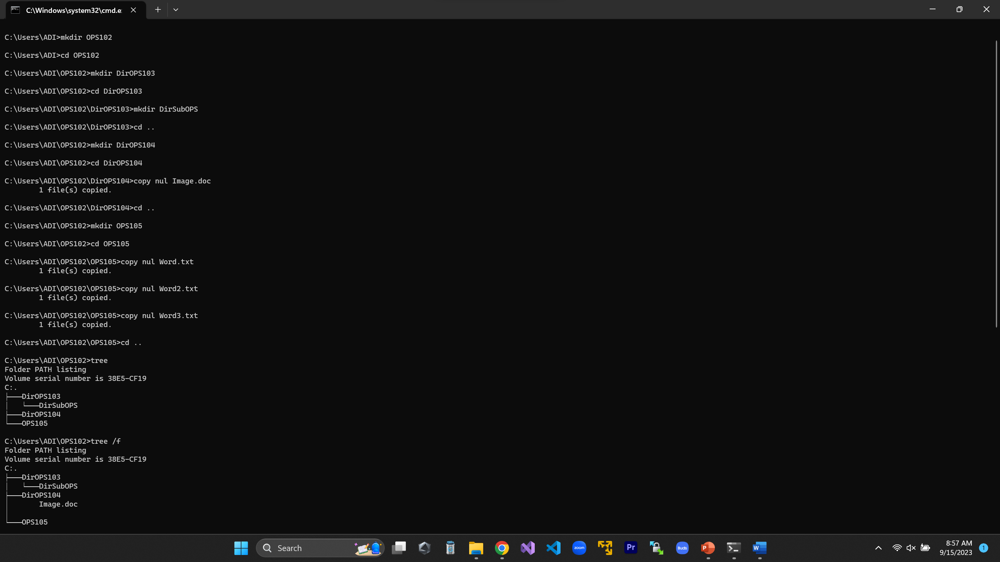 C:\Windows\system32\cmd.e
C:\Users\ADI>mkdir OPS102
C:\Users\ADI>cd OPS102
C:\Users\ADI\OPS102>mkdir DirOPS103
C:\Users\ADI\OPS102>cd DirOPS103
C:\Users\ADI\OPS102\DirOPS103>mkdir DirSubOPS
C:\Users\ADI\OPS102\DirOPS103>cd ..
C:\Users\ADI\OPS102>mkdir DirOPS104
C:\Users\ADI\OPS102>cd DirOPS104
C:\Users\ADI\OPS102\DirOPS104>copy nul Image.doc
        1 file(s) copied.
C:\Users\ADI\OPS102\DirOPS104>cd ..
C:\Users\ADI\OPS102>mkdir OPS105
C:\Users\ADI\OPS102>cd OPS105
C:\Users\ADI\OPS102\OPS105>copy nul Word.txt
        1 file(s) copied.
C:\Users\ADI\OPS102\OPS105>copy nul Word2.txt
        1 file(s) copied.
C:\Users\ADI\OPS102\OPS105>copy nul Word3.txt
        1 file(s) copied.
C:\Users\ADI\OPS102\OPS105>cd ..
C:\Users\ADI\OPS102>tree
Folder PATH listing
Volume serial number is 38E5-CF19
C:.
├───DirOPS103
│   └───DirSubOPS
├───DirOPS104
└───OPS105
C:\Users\ADI\OPS102>tree /f
Folder PATH listing
Volume serial number is 38E5-CF19
C:.
├───DirOPS103
│   └───DirSubOPS
├───DirOPS104
│       Image.doc
│
└───OPS105
Search
zoom
Pr
Buds
P
W
8:57 AM
9/15/2023
1